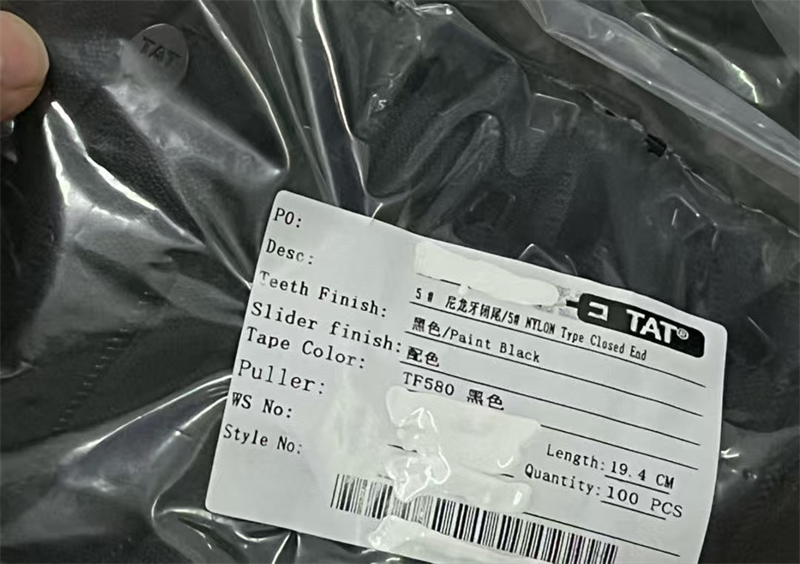 TAT
TAT®
PO:
Desc: 5# 尼龙牙闭尾/5# NYLON Type Closed End
Teeth Finish: 黑色/Paint Black
Slider finish: 配色
Tape Color: TF580 黑色
Puller:
WS No:
Style No:
Length: 19.4 CM
Quantity: 100 PCS